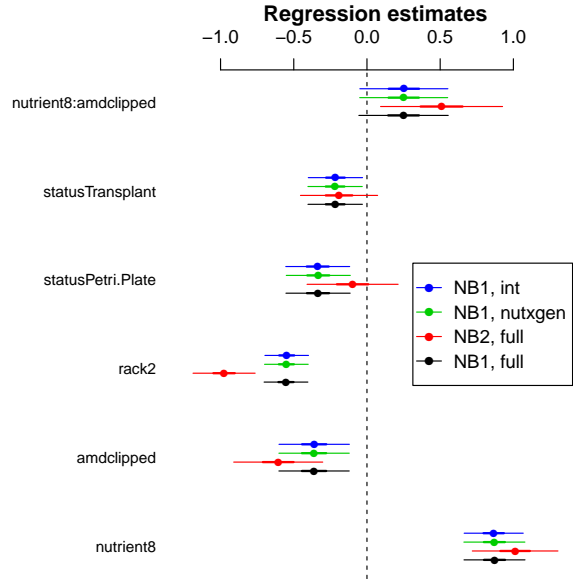 Regression estimates
−1.0 −0.5 0.0 0.5 1.0
nutrient8:amdclipped
statusTransplant
statusPetri.Plate
NB1, int
NB1, nutxgen
NB2, full
NB1, full
rack2
amdclipped
nutrient8